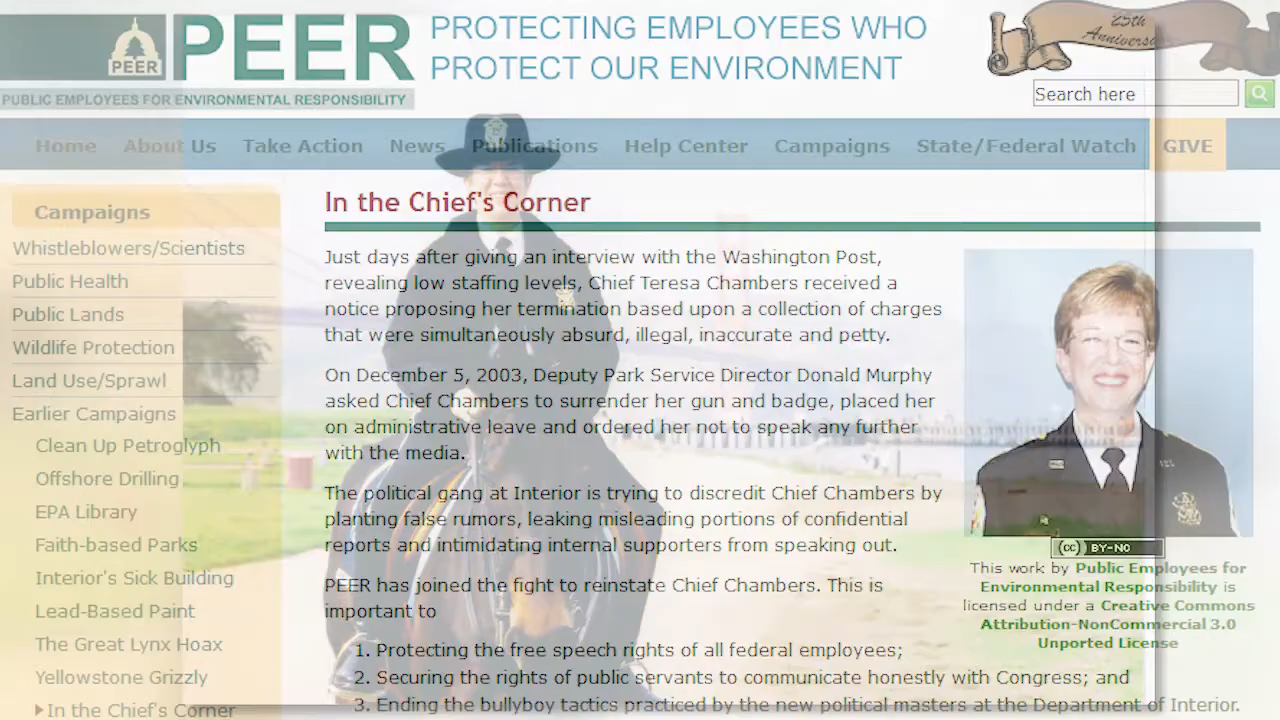 PEER
PEER
PROTECTING EMPLOYEES WHO
PROTECT OUR ENVIRONMENT
PUBLIC EMPLOYEES FOR ENVIRONMENTAL RESPONSIBILITY
25th
Anniversary
Search here
Home About Us Take Action News Publications Help Center Campaigns State/Federal Watch GIVE
Campaigns
Whistleblowers/Scientists
Public Health
Public Lands
Wildlife Protection
Land Use/Sprawl
Earlier Campaigns
Clean Up Petroglyph
Offshore Drilling
EPA Library
Faith-based Parks
Interior's Sick Building
Lead-Based Paint
The Great Lynx Hoax
Yellowstone Grizzly
In the Chief's Corner
In the Chief's Corner
Just days after giving an interview with the Washington Post,
revealing low staffing levels, Chief Teresa Chambers received a
notice proposing her termination based upon a collection of charges
that were simultaneously absurd, illegal, inaccurate and petty.
On December 5, 2003, Deputy Park Service Director Donald Murphy
asked Chief Chambers to surrender her gun and badge, placed her
on administrative leave and ordered her not to speak any further
with the media.
The political gang at Interior is trying to discredit Chief Chambers by
planting false rumors, leaking misleading portions of confidential
reports and intimidating internal supporters from speaking out.
PEER has joined the fight to reinstate Chief Chambers. This is
important to
1. Protecting the free speech rights of all federal employees;
2. Securing the rights of public servants to communicate honestly with Congress; and
3. Ending the bullyboy tactics practiced by the new political masters at the Department of Interior.
(cc) BY-NC
This work by Public Employees for
Environmental Responsibility is
licensed under a Creative Commons
Attribution-NonCommercial 3.0
Unported License